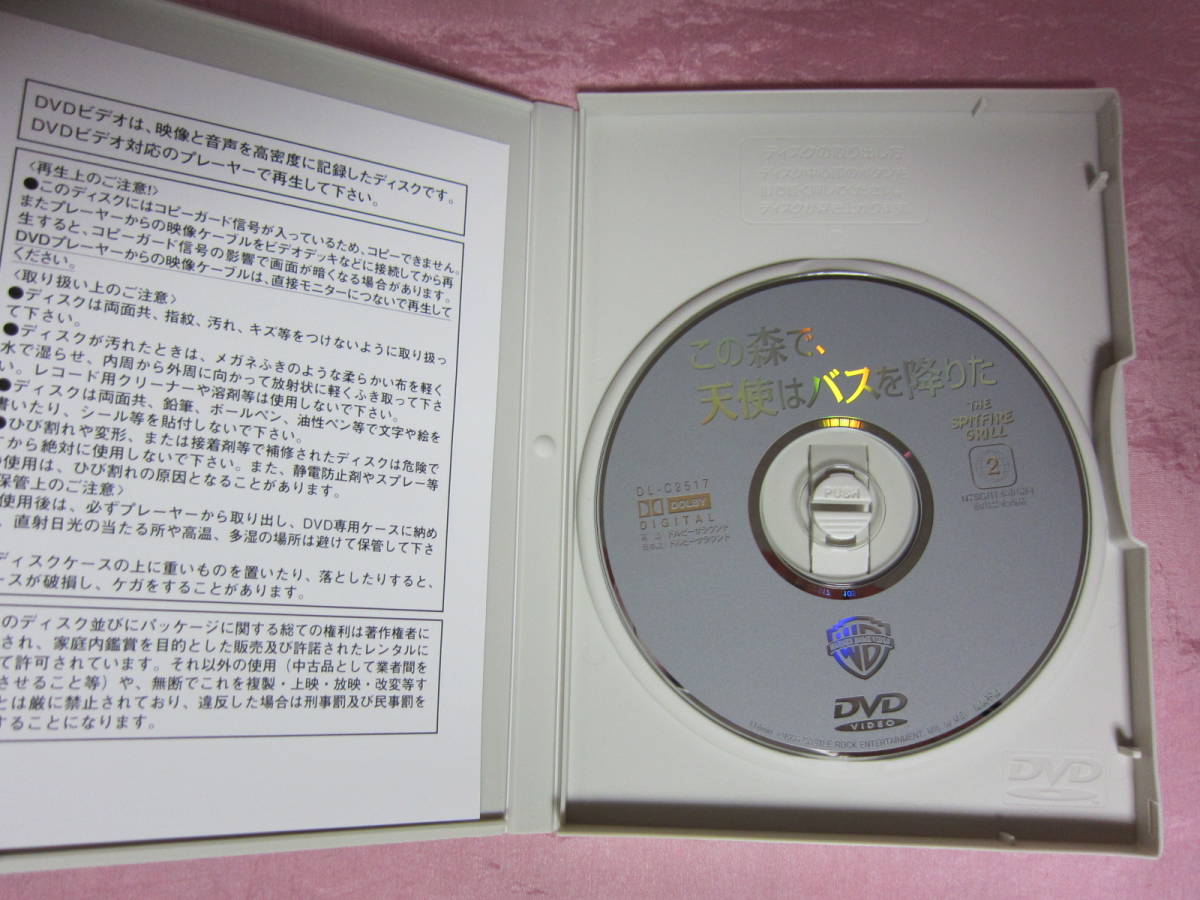 DVDビデオは、映像と音声を高密度に記録したディスクです。
DVDビデオ対応のプレーヤーで再生して下さい。
〈再生上のご注意!〉
●このディスクにはコピーガード信号が入っているため、コピーできません。
またプレーヤーからの映像ケーブルをビデオデッキなどに接続してから再
生すると、コピーガード信号の影響で画面が暗くなる場合があります。
DVDプレーヤーからの映像ケーブルは、直接モニターにつないで再生して
ください。
〈取り扱い上のご注意〉
●ディスクは両面共、指紋、汚れ、キズ等をつけないように取り扱っ
て下さい。
●ディスクが汚れたときは、メガネふきのような柔らかい布を軽く
水で湿らせ、内周から外周に向かって放射状に軽くふき取って下さ
い。レコード用クリーナーや溶剤等は使用しないで下さい。
●ディスクは両面共、鉛筆、ボールペン、油性ペン等で文字や絵を
書いたり、シール等を貼付しないで下さい。
●ひび割れや変形、または接着剤等で補修されたディスクは危険で
すから絶対に使用しないで下さい。また、静電防止剤やスプレー等
の使用は、ひび割れの原因となることがあります。
保管上のご注意〉
使用後は、必ずプレーヤーから取り出し、DVD専用ケースに納め
、直射日光の当たる所や高温、多湿の場所は避けて保管して下さ
ディスクケースの上に重いものを置いたり、落としたりすると、
ースが破損し、ケガをすることがあります。
のディスク並びにパッケージに関する総ての権利は著作権者に
され、家庭内鑑賞を目的とした販売及び許諾されたレンタルに
て許可されています。それ以外の使用（中古品として業者間を
させること等）や、無断でこれを複製・上映・放映・改変等す
とは厳に禁止されており、違反した場合は刑事罰及び民事罰を
することになります。
この森で、
天使はバスを降りた
THE
SPITFIRE
GRILL
2
DL-C2517
DOLBY
DIGITAL
英語：ドルビーサラウンド
日本語：ドルビーサラウンド
PUSH
DVD
VIDEO
CASTLE ROCK ENTERTAINMENT.
DVD